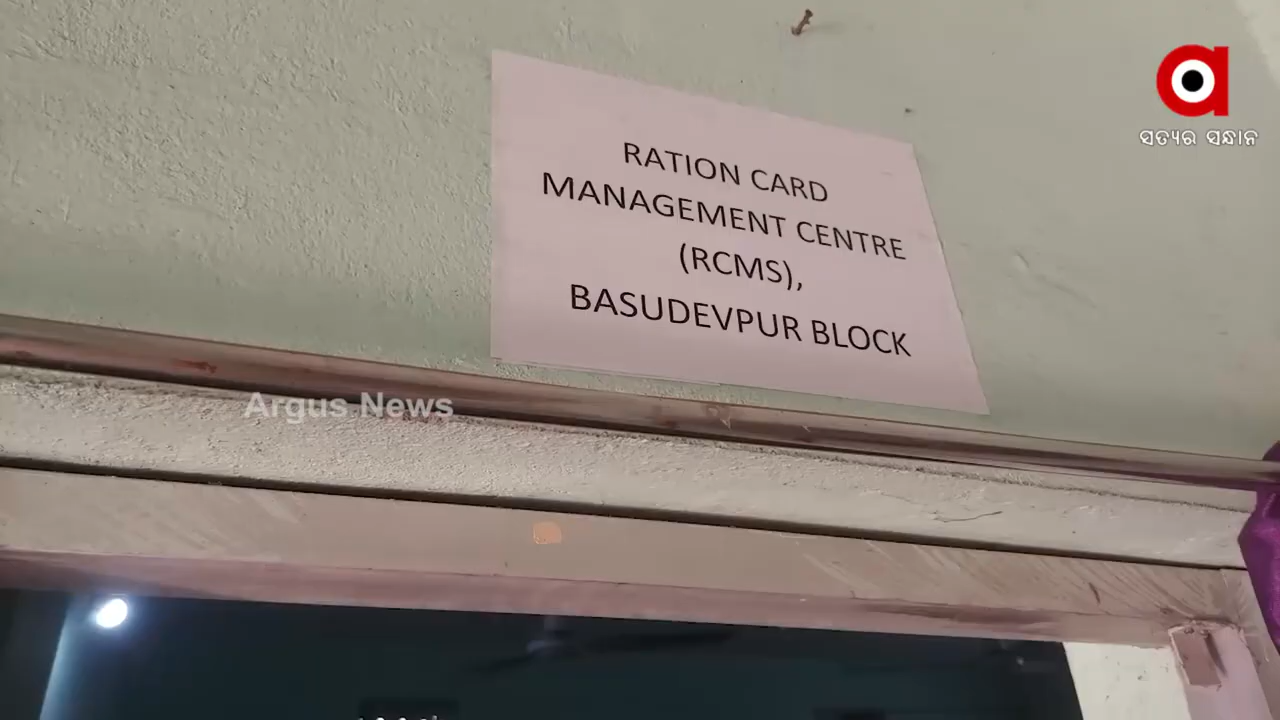 RATION CARD
MANAGEMENT CENTRE
(RCMS),
BASUDEVPUR BLOCK
ସତ୍ୟର ସନ୍ଧାନ
Argus News